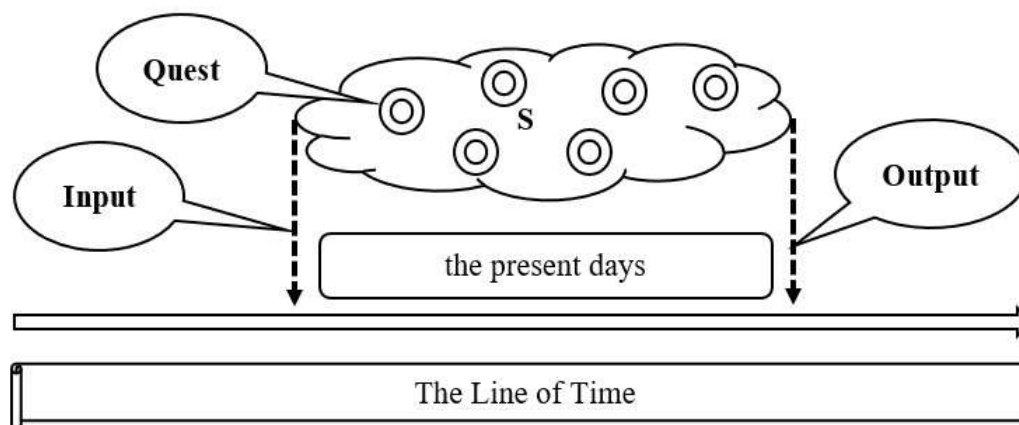 Quest
S
Input
Output
the present days
The Line of Time